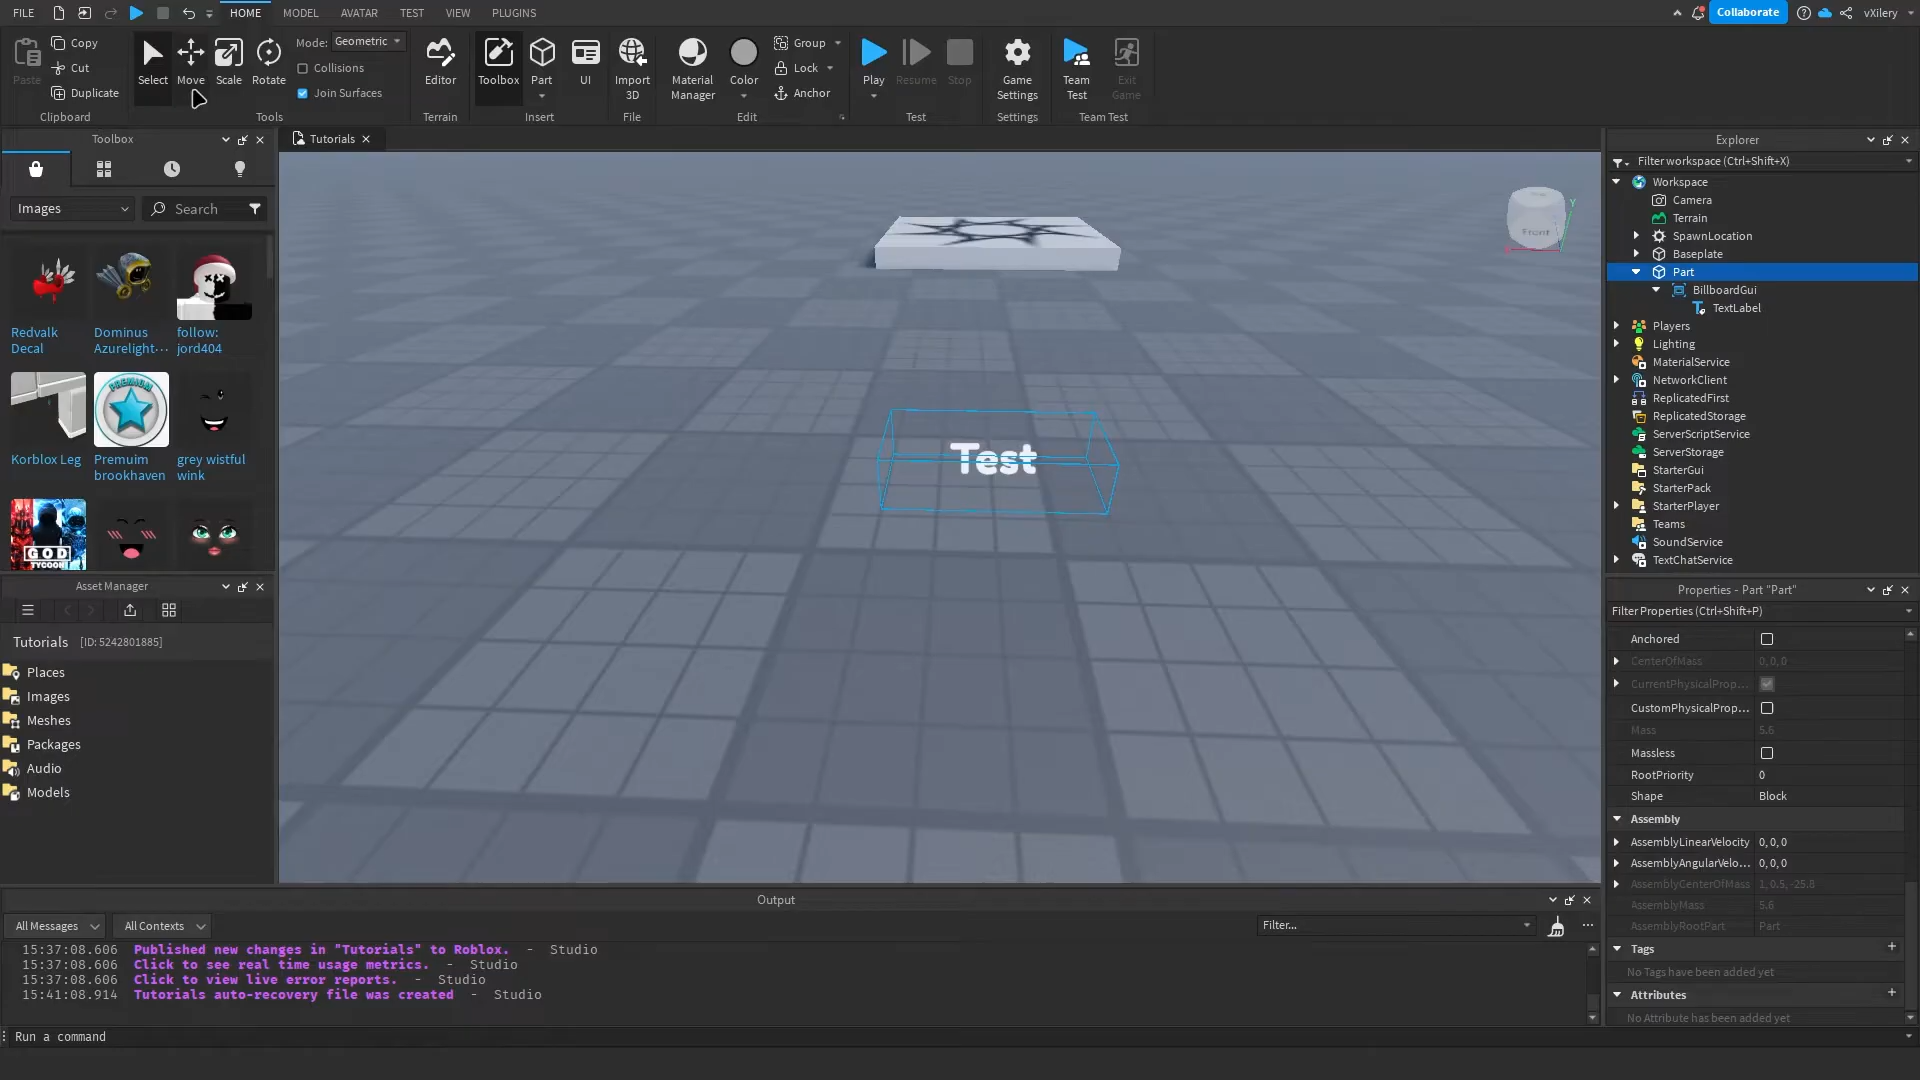 FILE HOME MODEL AVATAR TEST VIEW PLUGINS Collaborate vXilery
Paste Copy Cut Duplicate Clipboard
Select Move Scale Rotate Mode: Geometric Collisions Join Surfaces Tools
Editor Terrain
Toolbox Part UI Insert
Import 3D File
Material Manager Color Group Lock Anchor Edit
Play Resume Stop Test
Game Settings Settings
Team Test Exit Game Team Test
Toolbox
Images Search
Redvalk Decal
Dominus Azurelight...
follow: jord404
Korblox Leg
Premuim brookhaven
grey wistful wink
PREMIUM
GOD
TYCOON
Asset Manager
Tutorials [ID: 5242801885]
Places
Images
Meshes
Packages
Audio
Models
Tutorials
Front
Y
Test
Output
All Messages All Contexts Filter...
15:37:08.606 Published new changes in "Tutorials" to Roblox. - Studio
15:37:08.606 Click to see real time usage metrics. - Studio
15:37:08.606 Click to view live error reports. - Studio
15:41:08.914 Tutorials auto-recovery file was created - Studio
Run a command
Explorer
Filter workspace (Ctrl+Shift+X)
Workspace
Camera
Terrain
SpawnLocation
Baseplate
Part
BillboardGui
TextLabel
Players
Lighting
MaterialService
NetworkClient
ReplicatedFirst
ReplicatedStorage
ServerScriptService
ServerStorage
StarterGui
StarterPack
StarterPlayer
Teams
SoundService
TextChatService
Properties - Part "Part"
Filter Properties (Ctrl+Shift+P)
Anchored
CenterOfMass 0, 0, 0
CurrentPhysicalProp...
CustomPhysicalProp...
Mass 5.6
Massless
RootPriority 0
Shape Block
Assembly
AssemblyLinearVelocity 0, 0, 0
AssemblyAngularVelo... 0, 0, 0
AssemblyCenterOfMass 1, 0.5, -25.8
AssemblyMass 5.6
AssemblyRootPart Part
Tags
No Tags have been added yet
Attributes
No Attribute has been added yet